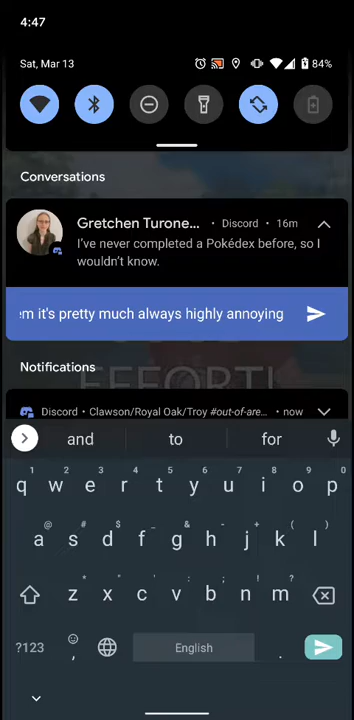 4:47
Sat, Mar 13
84%
Conversations
Gretchen Turone... • Discord • 16m
I've never completed a Pokédex before, so I
wouldn't know.
em it's pretty much always highly annoying
Notifications
EFFORT!
Discord • Clawson/Royal Oak/Troy #out-of-are... • now
and to for
1 2 3 4 5 6 7 8 9 0
q w e r t y u i o p
@ # $ _ & - + ( )
a s d f g h j k l
* " ' : ; ! ?
z x c v b n m
?123 , English .